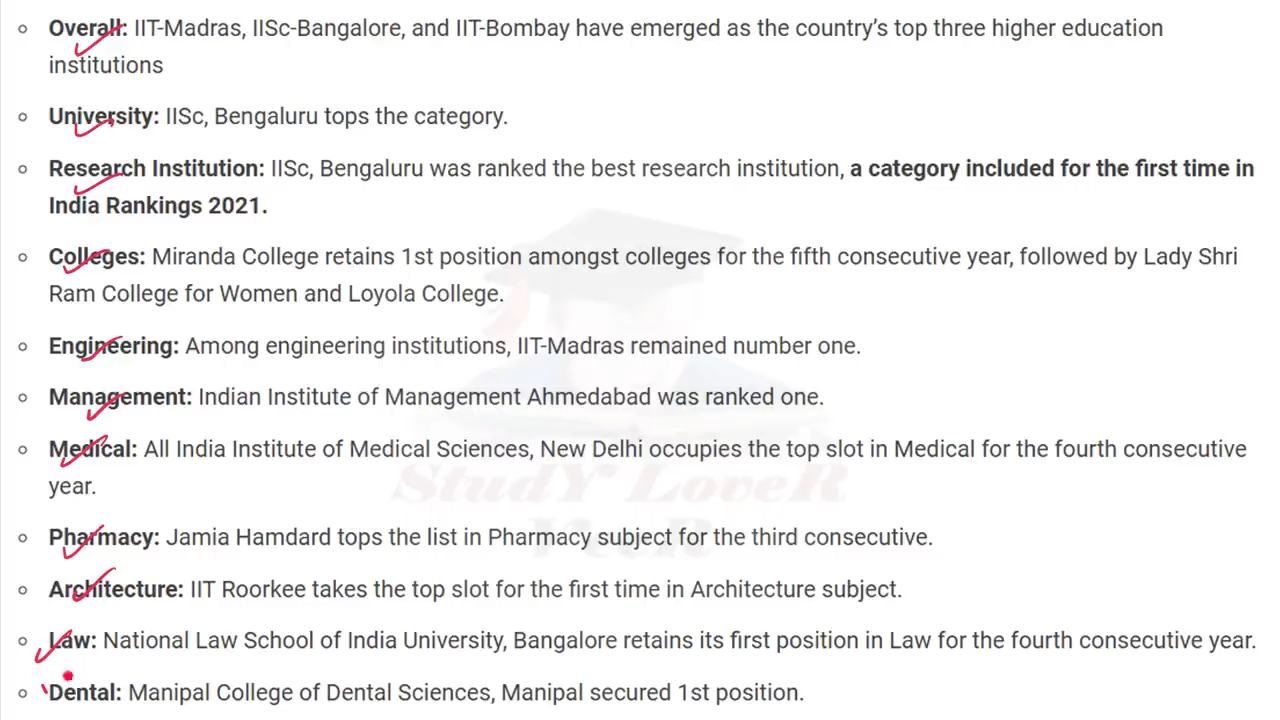 Overall: IIT-Madras, IISc-Bangalore, and IIT-Bombay have emerged as the country’s top three higher education
institutions
University: IISc, Bengaluru tops the category.
Research Institution: IISc, Bengaluru was ranked the best research institution, a category included for the first time in
India Rankings 2021.
Colleges: Miranda College retains 1st position amongst colleges for the fifth consecutive year, followed by Lady Shri
Ram College for Women and Loyola College.
Engineering: Among engineering institutions, IIT-Madras remained number one.
Management: Indian Institute of Management Ahmedabad was ranked one.
Medical: All India Institute of Medical Sciences, New Delhi occupies the top slot in Medical for the fourth consecutive
year.
StudY LoveR
VeeR
Pharmacy: Jamia Hamdard tops the list in Pharmacy subject for the third consecutive.
Architecture: IIT Roorkee takes the top slot for the first time in Architecture subject.
Law: National Law School of India University, Bangalore retains its first position in Law for the fourth consecutive year.
Dental: Manipal College of Dental Sciences, Manipal secured 1st position.